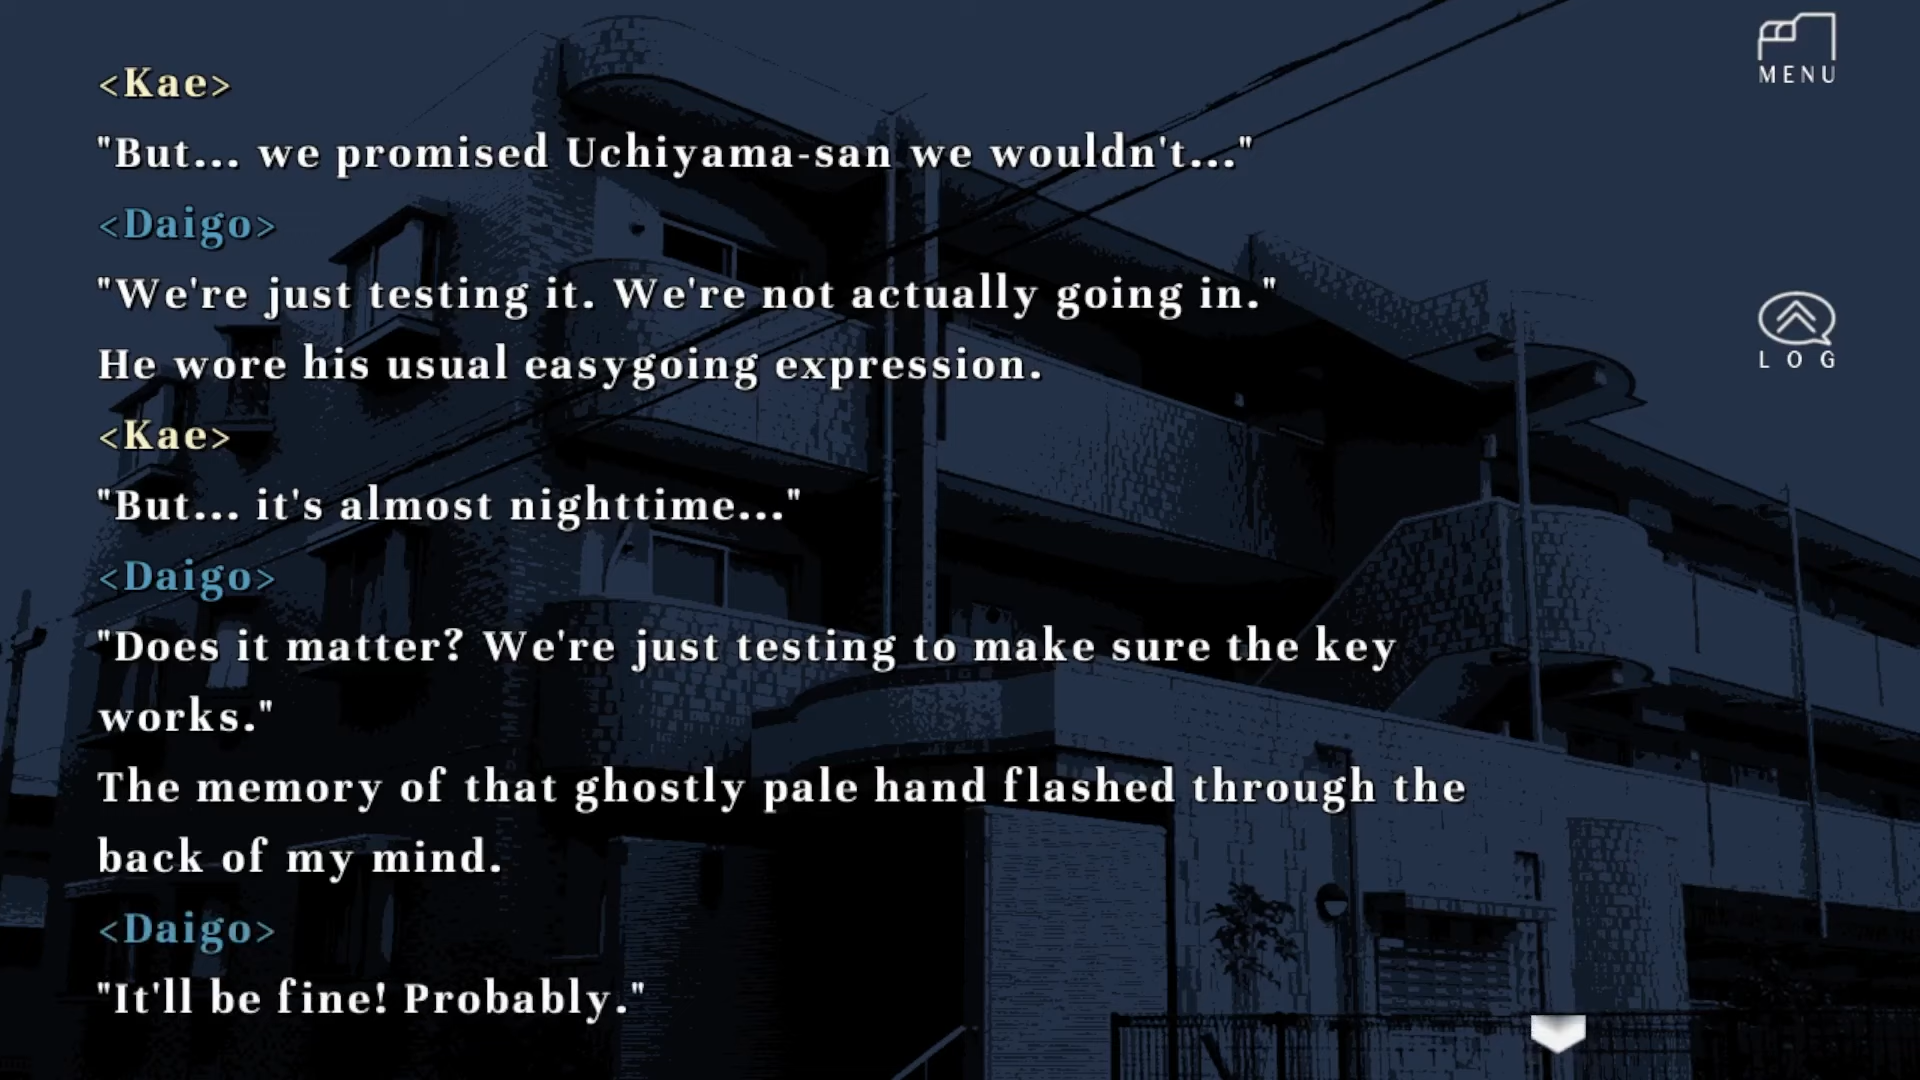 MENU
<Kae>
"But... we promised Uchiyama-san we wouldn't..."
<Daigo>
"We're just testing it. We're not actually going in."
He wore his usual easygoing expression.
<Kae>
"But... it's almost nighttime..."
<Daigo>
"Does it matter? We're just testing to make sure the key
works."
The memory of that ghostly pale hand flashed through the
back of my mind.
<Daigo>
"It'll be fine! Probably."
LOG